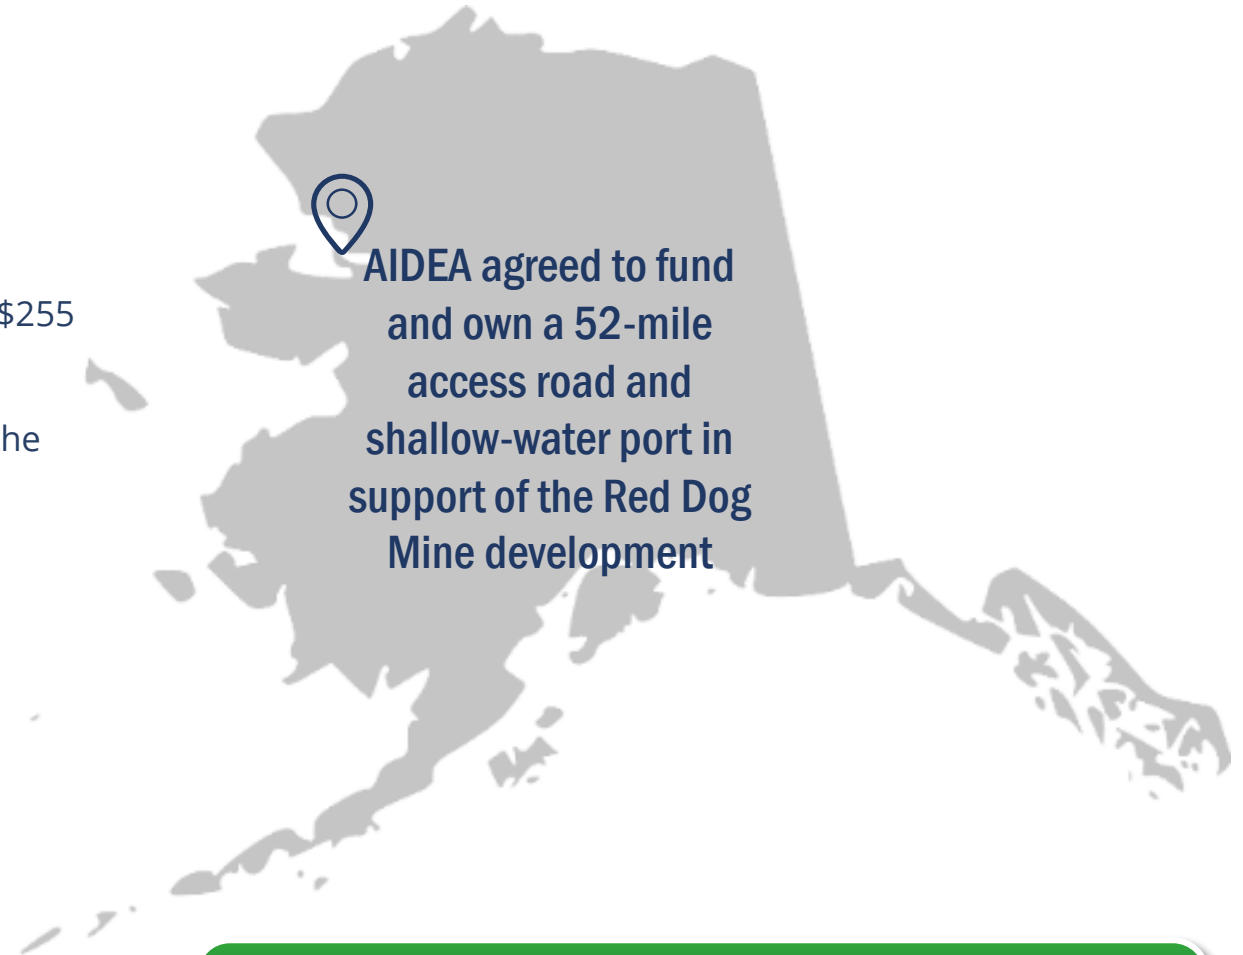 $255
he
AIDEA agreed to fund
and own a 52-mile
access road and
shallow-water port in
support of the Red Dog
Mine development